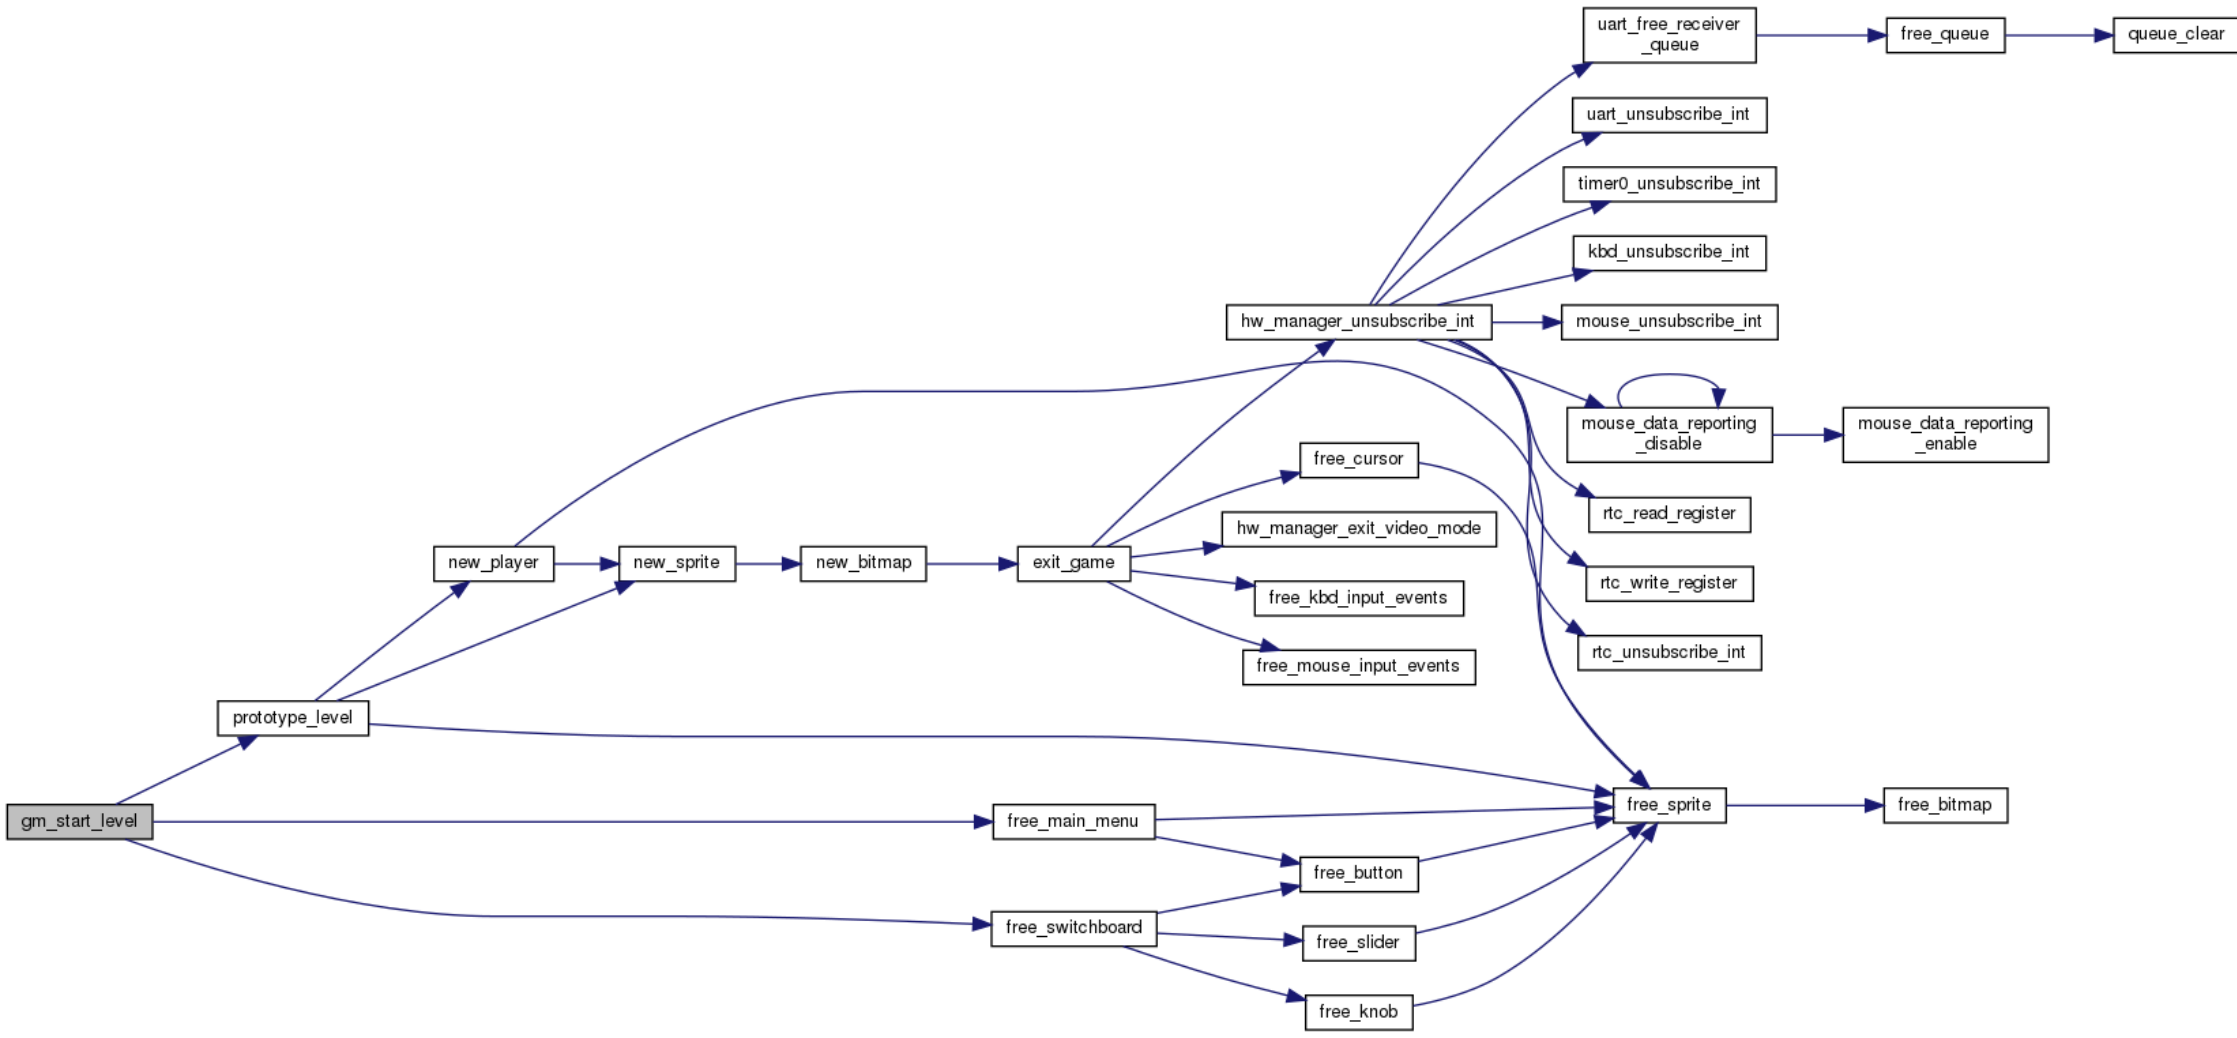 uart_free_receiver
_queue
free_queue
queue_clear
uart_unsubscribe_int
timer0_unsubscribe_int
kbd_unsubscribe_int
hw_manager_unsubscribe_int
mouse_unsubscribe_int
mouse_data_reporting
_disable
mouse_data_reporting
_enable
free_cursor
rtc_read_register
hw_manager_exit_video_mode
new_player
new_sprite
new_bitmap
exit_game
rtc_write_register
free_kbd_input_events
rtc_unsubscribe_int
free_mouse_input_events
prototype_level
free_sprite
free_bitmap
gm_start_level
free_main_menu
free_button
free_switchboard
free_slider
free_knob